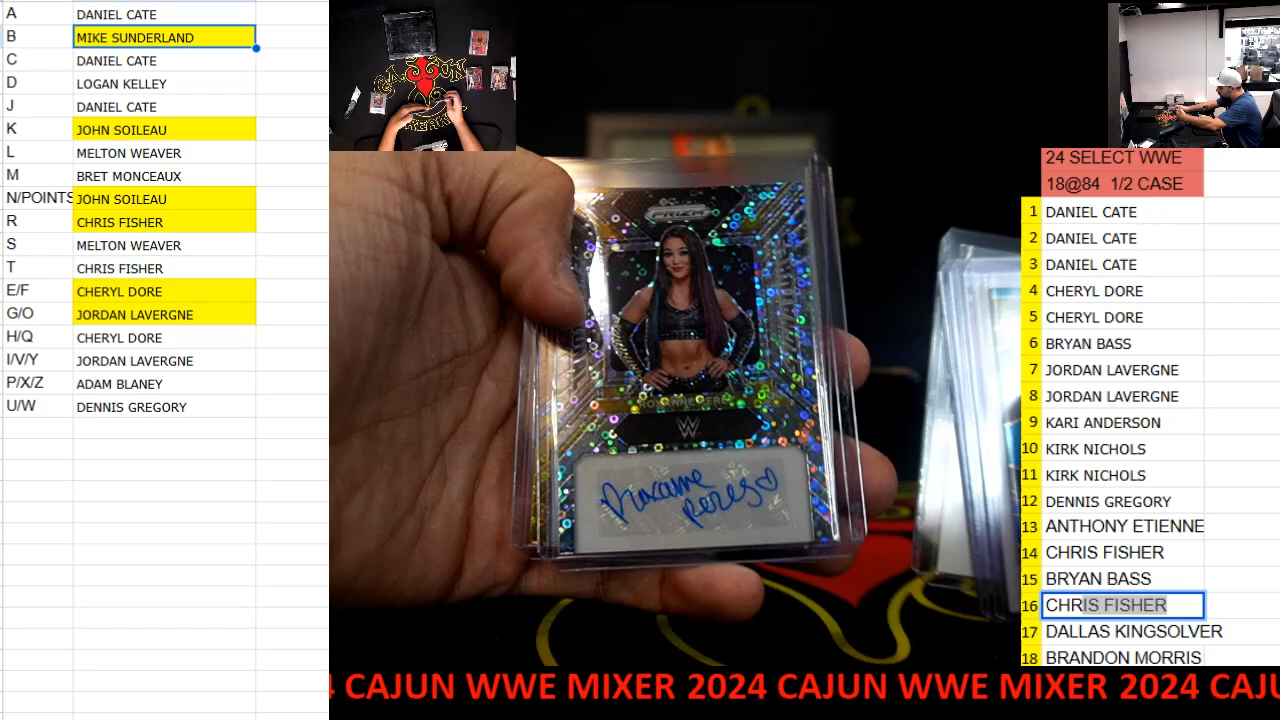 A DANIEL CATE
B MIKE SUNDERLAND
C DANIEL CATE
D LOGAN KELLEY
J DANIEL CATE
K JOHN SOILEAU
L MELTON WEAVER
M BRET MONCEAUX
N/POINTS JOHN SOILEAU
R CHRIS FISHER
S MELTON WEAVER
T CHRIS FISHER
E/F CHERYL DORE
G/O JORDAN LAVERGNE
H/Q CHERYL DORE
I/V/Y JORDAN LAVERGNE
P/X/Z ADAM BLANEY
U/W DENNIS GREGORY
PRIZM
W
Roxanne
Perez
24 SELECT WWE
18@84 1/2 CASE
1 DANIEL CATE
2 DANIEL CATE
3 DANIEL CATE
4 CHERYL DORE
5 CHERYL DORE
6 BRYAN BASS
7 JORDAN LAVERGNE
8 JORDAN LAVERGNE
9 KARI ANDERSON
10 KIRK NICHOLS
11 KIRK NICHOLS
12 DENNIS GREGORY
13 ANTHONY ETIENNE
14 CHRIS FISHER
15 BRYAN BASS
16 CHRIS FISHER
17 DALLAS KINGSOLVER
18 BRANDON MORRIS
4 CAJUN WWE MIXER 2024 CAJUN WWE MIXER 2024 CAJU